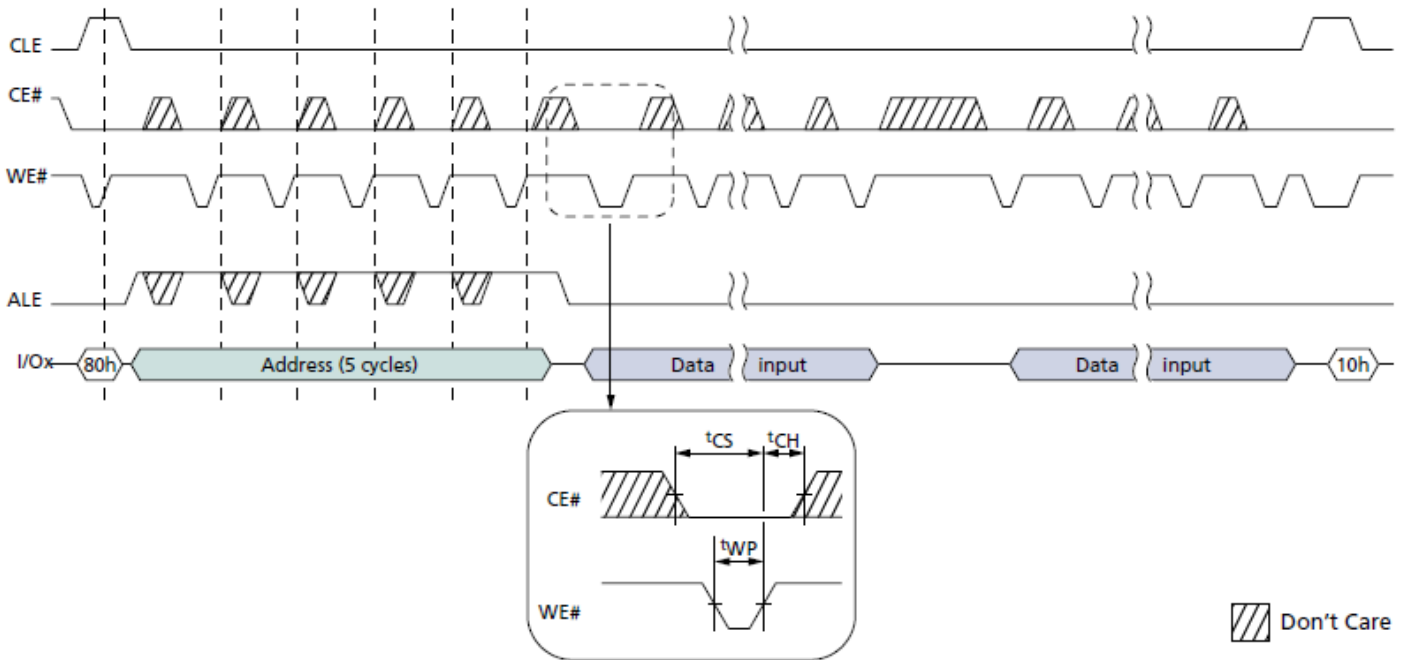 CLE
CE#
WE#
ALE
I/Ox 80h Address (5 cycles) Data input Data input 10h
tCS tCH
CE#
tWP
WE#
Don't Care